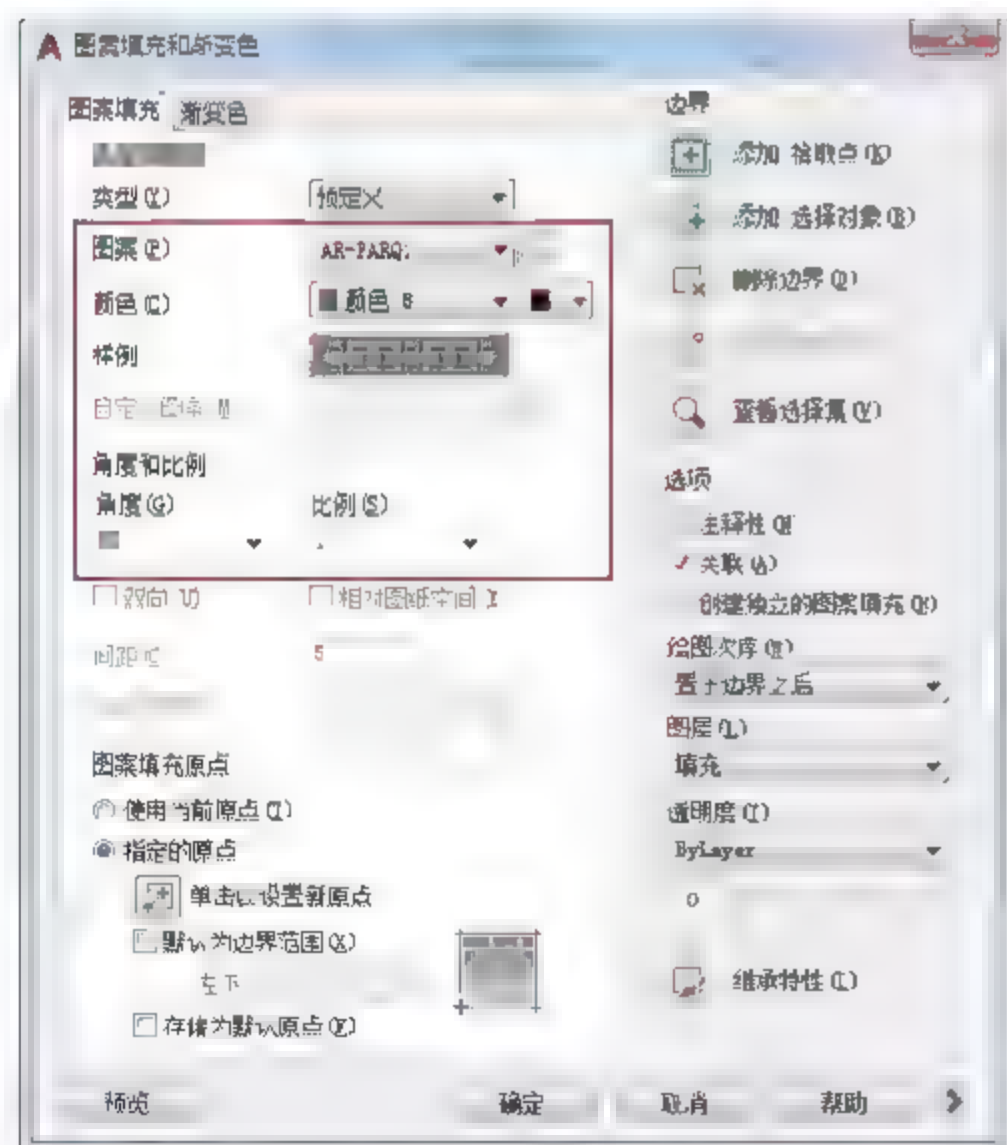 图案填充和渐变色
图案填充 渐变色
类型(Y)
预定义
图案(P)
AR-PARQ
颜色(C)
颜色 8
样例
角度和比例
角度(G)
比例(S)
双向
相对图纸空间
间距
5
图案填充原点
使用当前原点(T)
指定的原点
单击以设置新原点
默认为边界范围(X)
左下
存储为默认原点(F)
预览
边界
添加 拾取点(K)
添加 选择对象(B)
删除边界(D)
查看选择集(V)
选项
注释性(N)
关联(A)
创建独立的图案填充(H)
绘图次序(W)
置于边界之后
图层(L)
填充
透明度(T)
ByLayer
0
继承特性(I)
确定
取消
帮助